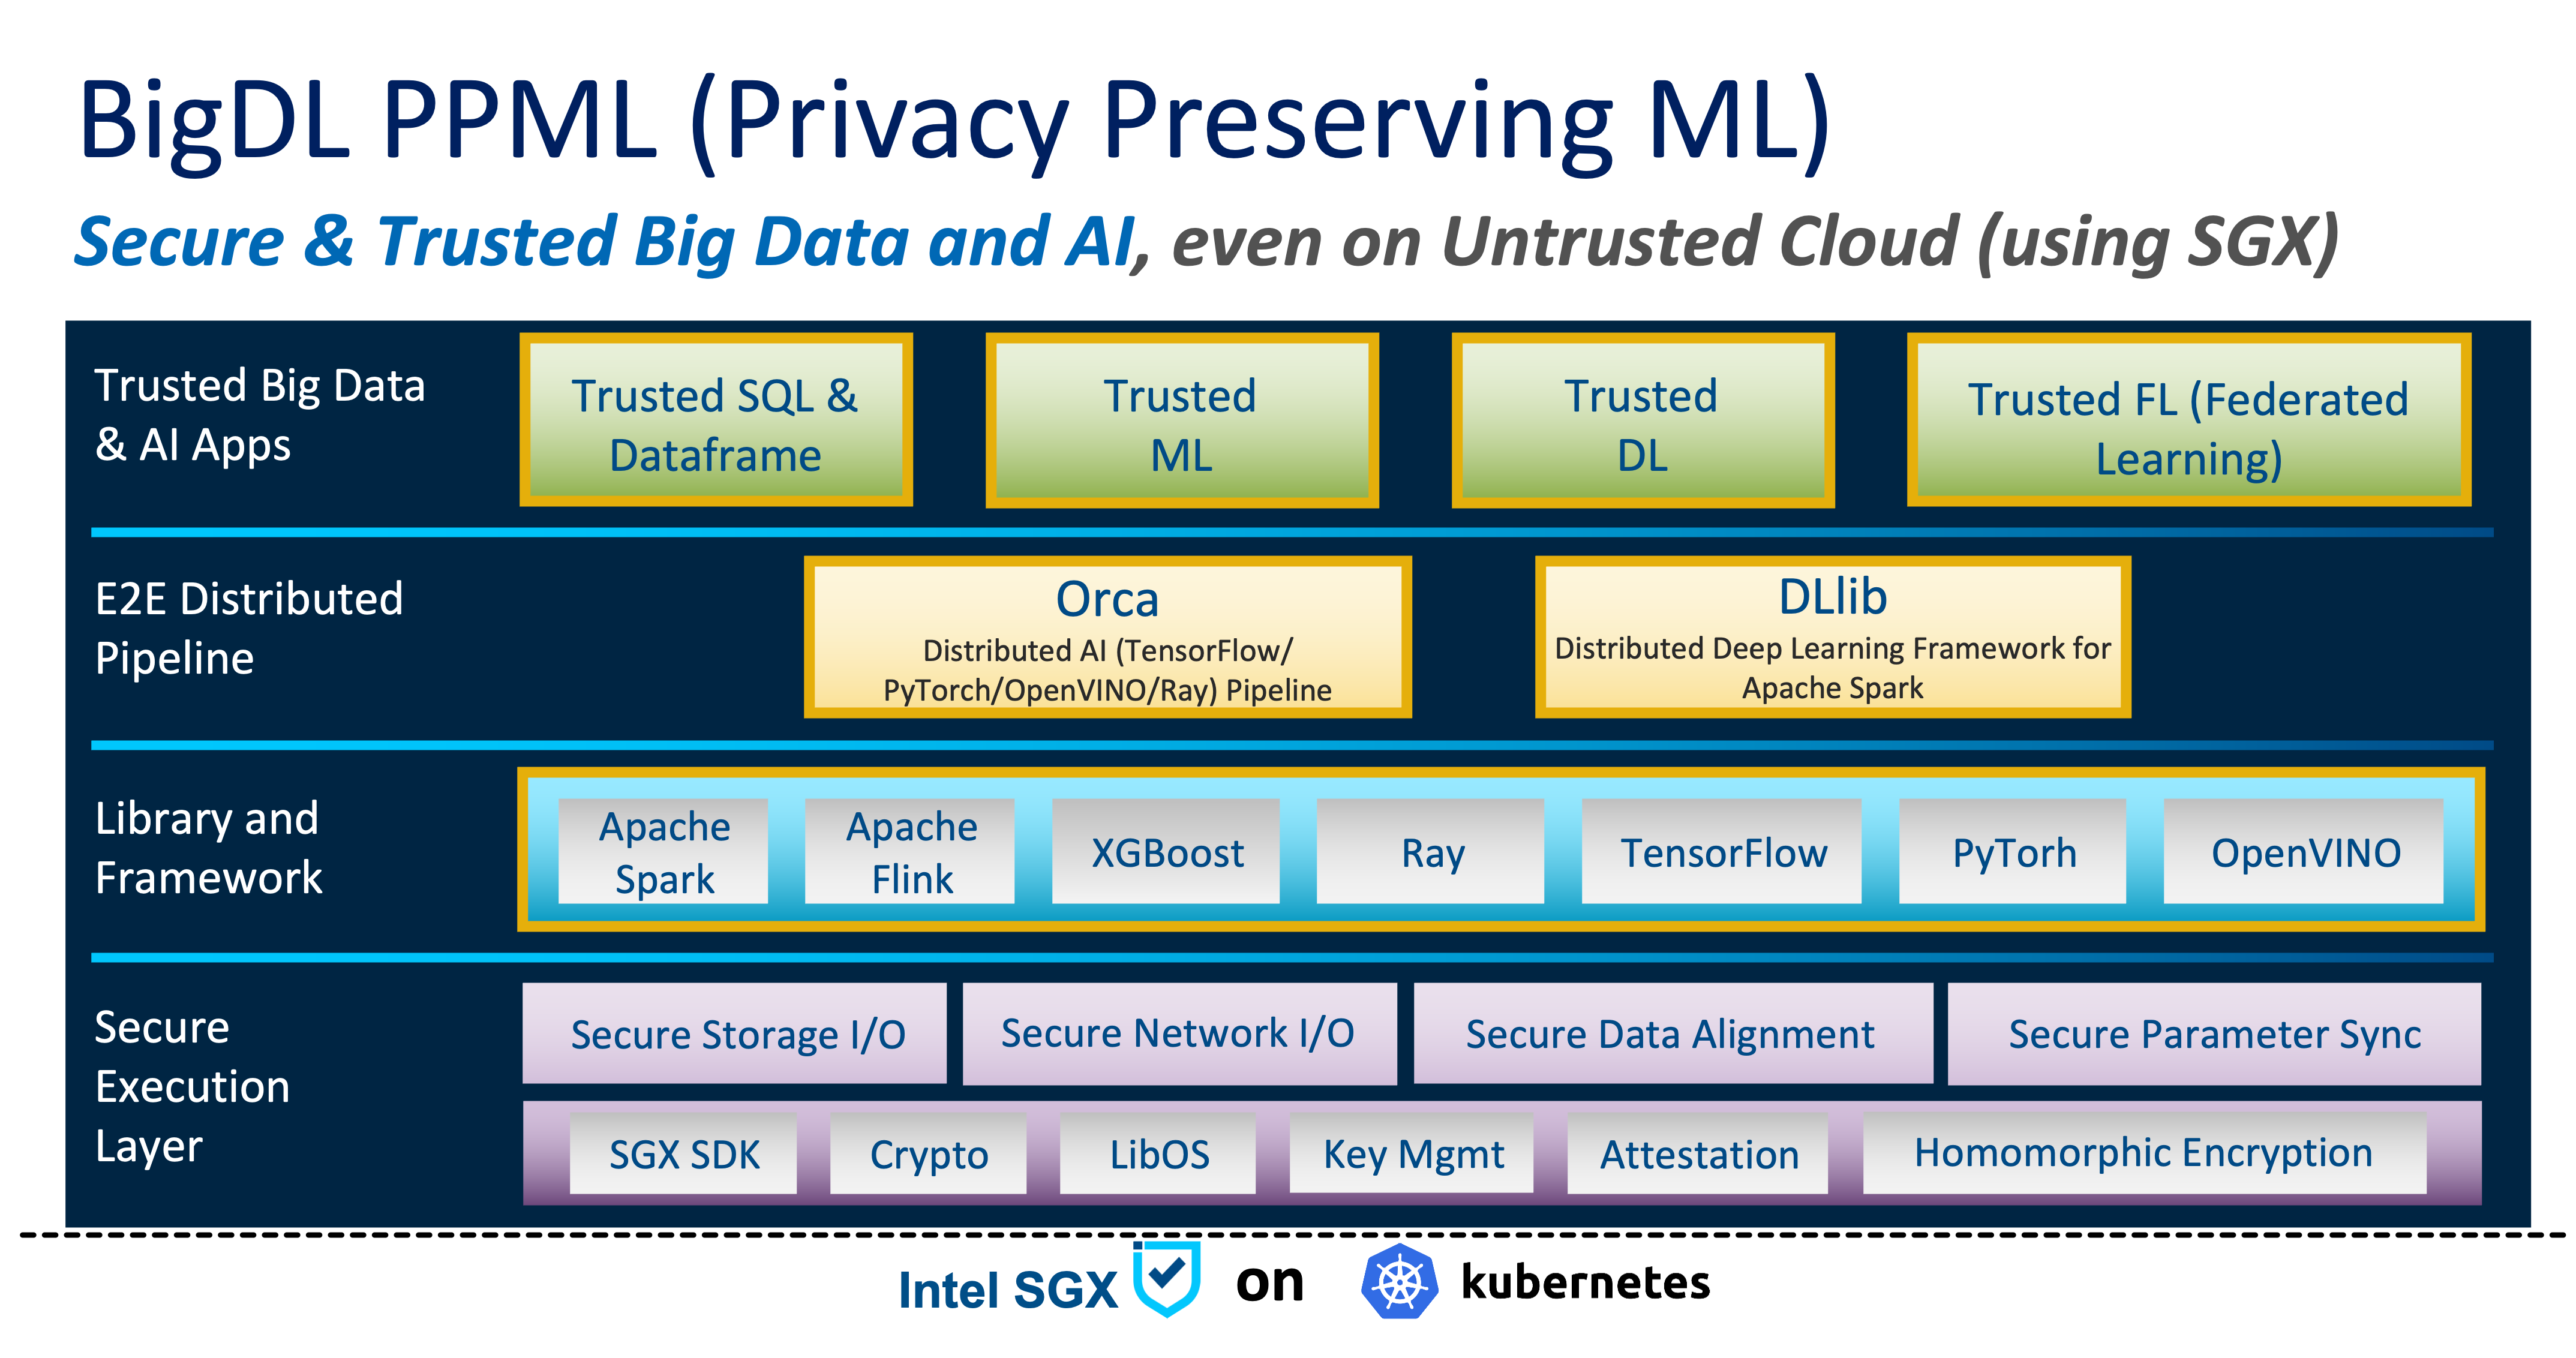 BigDL PPML (Privacy Preserving ML)
Secure & Trusted Big Data and AI, even on Untrusted Cloud (using SGX)
Trusted Big Data
& AI Apps
Trusted SQL &
Dataframe
Trusted
ML
Trusted
DL
Trusted FL (Federated
Learning)
E2E Distributed
Pipeline
Orca
Distributed AI (TensorFlow/
PyTorch/OpenVINO/Ray) Pipeline
DLlib
Distributed Deep Learning Framework for
Apache Spark
Library and
Framework
Apache
Spark
Apache
Flink
XGBoost
Ray
TensorFlow
PyTorh
OpenVINO
Secure
Execution
Layer
Secure Storage I/O
Secure Network I/O
Secure Data Alignment
Secure Parameter Sync
SGX SDK
Crypto
LibOS
Key Mgmt
Attestation
Homomorphic Encryption
Intel SGX on kubernetes